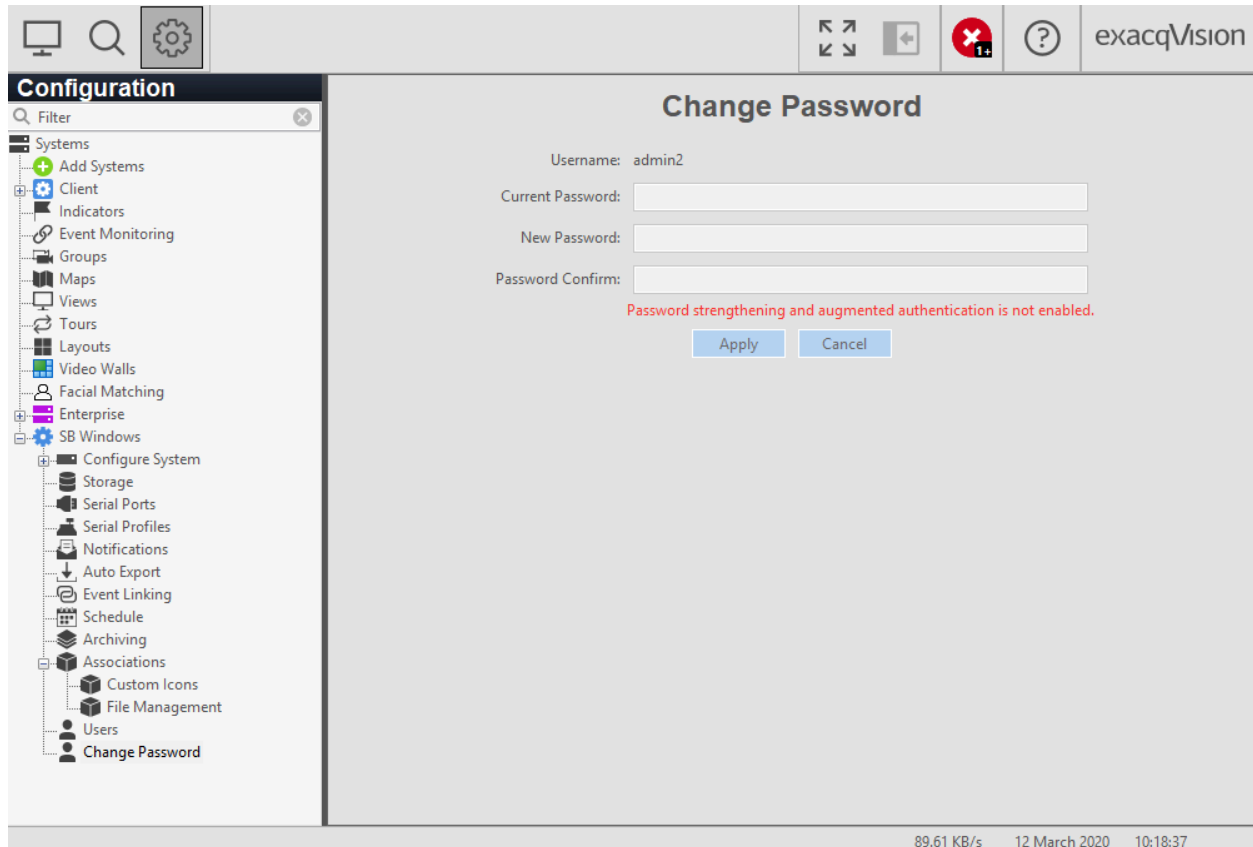 1+
?
exacqVision
Configuration
Filter
Systems
Add Systems
Client
Indicators
Event Monitoring
Groups
Maps
Views
Tours
Layouts
Video Walls
Facial Matching
Enterprise
SB Windows
Configure System
Storage
Serial Ports
Serial Profiles
Notifications
Auto Export
Event Linking
Schedule
Archiving
Associations
Custom Icons
File Management
Users
Change Password
Change Password
Username: admin2
Current Password:
New Password:
Password Confirm:
Password strengthening and augmented authentication is not enabled.
Apply Cancel
89.61 KB/s 12 March 2020 10:18:37